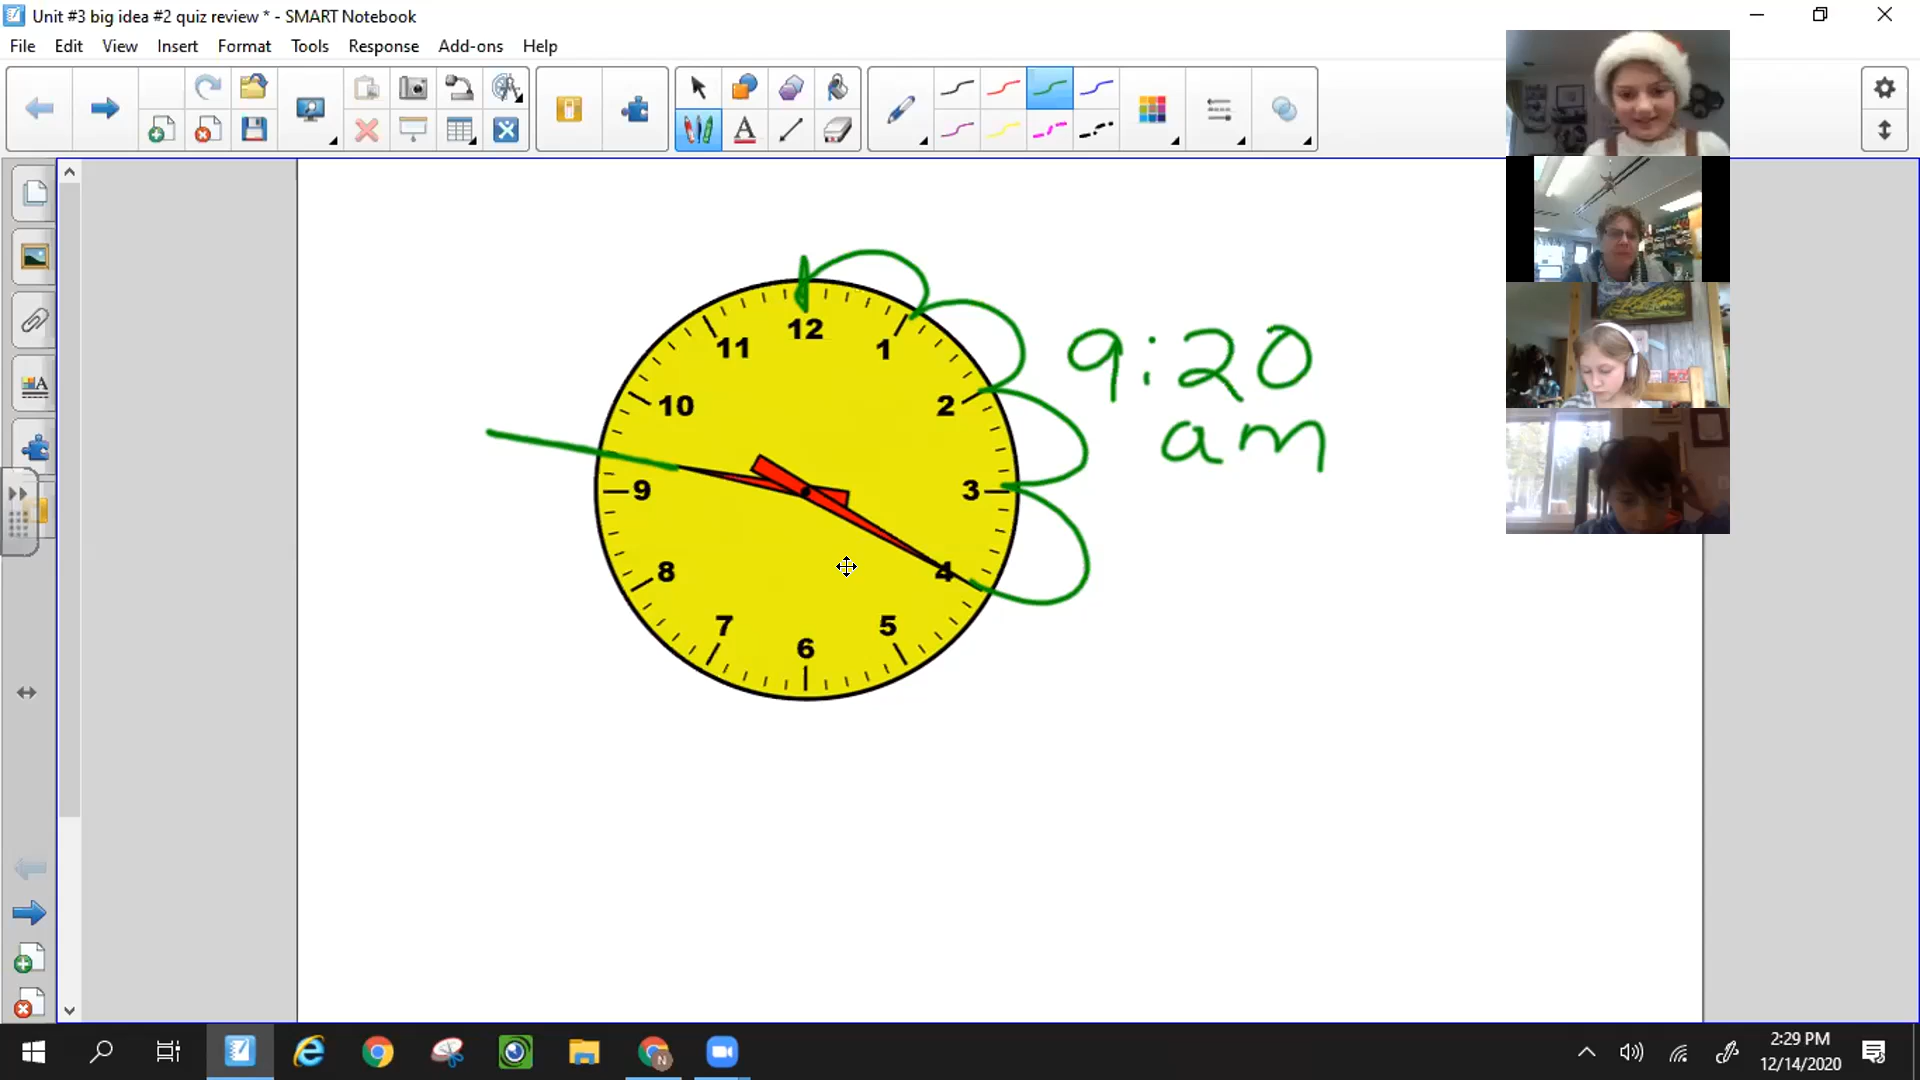 Unit #3 big idea #2 quiz review * - SMART Notebook
File Edit View Insert Format Tools Response Add-ons Help
12
11 1
10 2
9 3
8 4
7 5
6
9:20
am
2:29 PM
12/14/2020